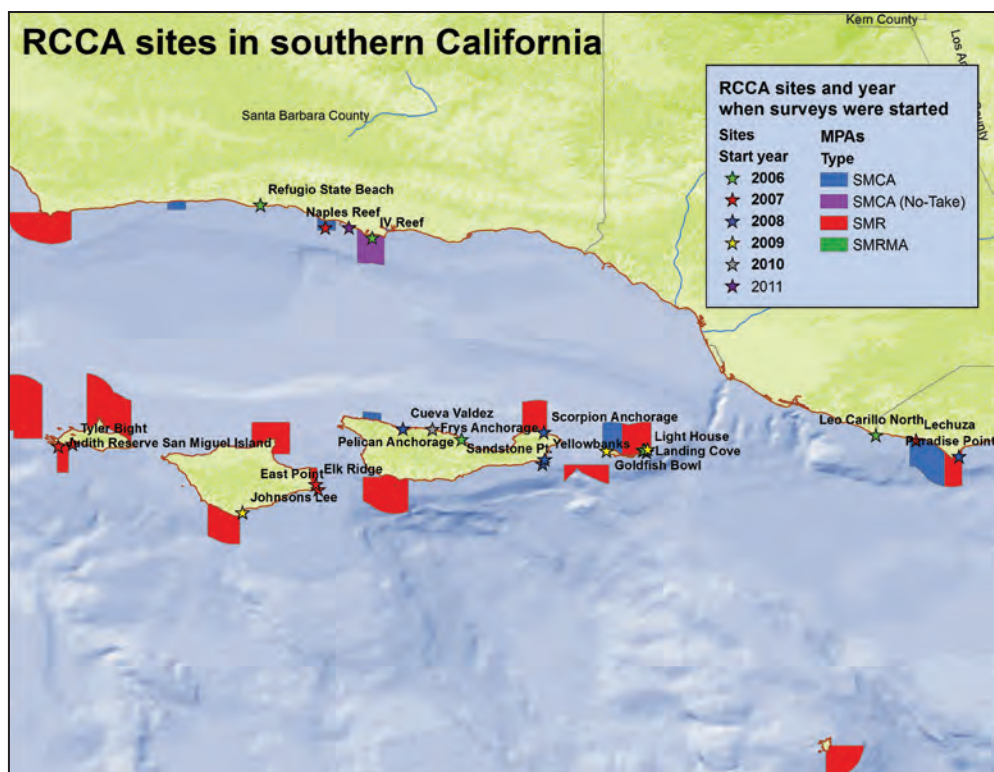 RCCA sites in southern California
Kern County
Los An
County
Santa Barbara County
RCCA sites and year
when surveys were started
Sites
MPAs
Start year
Type
2006
SMCA
2007
SMCA (No-Take)
2008
SMR
2009
SMRMA
2010
2011
Refugio State Beach
Naples Reef
IV Reef
Cueva Valdez
Scorpion Anchorage
Leo Carillo North
Lechuza
Tyler Bight
Frys Anchorage
Judith Reserve San Miguel Island
Pelican Anchorage
Sandstone Pt
Yellowbanks
Light House
Paradise Point
Landing Cove
East Point
Elk Ridge
Goldfish Bowl
Johnsons Lee